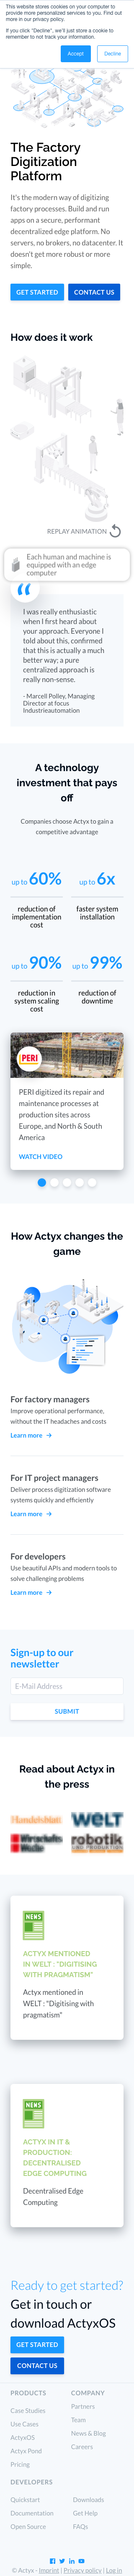 This website stores cookies on your computer to
provide more personalized services to you. Find out
more in our privacy policy.
If you click "Decline", we'll just store a cookie to
remember to not track your information.
Accept
Decline
The Factory
Digitization
Platform
It's the modern way of digitizing
factory processes. Build and run
apps on a secure, performant
decentralized edge platform. No
servers, no brokers, no datacenter. It
doesn't get more robust or more
simple.
GET STARTED
CONTACT US
How does it work
REPLAY ANIMATION
Each human and machine is
equipped with an edge
computer
I was really enthusiastic
when I first heard about
your approach. Everyone I
told about this, confirmed
that this is actually a much
better way; a pure
centralized approach is
really non-sense.
- Marcell Polley, Managing
Director at focus
Industrieautomation
A technology
investment that pays
off
Companies choose Actyx to gain a
competitive advantage
up to 60%
reduction of
implementation
cost
up to 6x
faster system
installation
up to 90%
reduction in
system scaling
cost
up to 99%
reduction of
downtime
PERI
PERI digitized its repair and
maintenance processes at
production sites across
Europe, and North & South
America
WATCH VIDEO
How Actyx changes the
game
For factory managers
Improve operational performance,
without the IT headaches and costs
Learn more →
For IT project managers
Deliver process digitization software
systems quickly and efficiently
Learn more →
For developers
Use beautiful APIs and modern tools to
solve challenging problems
Learn more →
Sign-up to our
newsletter
E-Mail Address
SUBMIT
Read about Actyx in
the press
Handelsblatt
WELT
Wirtschafts
Woche
robotik
NEWS
ACTYX MENTIONED
IN WELT : "DIGITISING
WITH PRAGMATISM"
Actyx mentioned in
WELT : "Digitising with
pragmatism"
NEWS
ACTYX IN IT &
PRODUCTION:
DECENTRALISED
EDGE COMPUTING
Decentralised Edge
Computing
Ready to get started?
Get in touch or
download ActyxOS
GET STARTED
CONTACT US
PRODUCTS
Case Studies
Use Cases
ActyxOS
Actyx Pond
Pricing
COMPANY
Partners
Team
News & Blog
Careers
DEVELOPERS
Quickstart
Documentation
Open Source
Downloads
Get Help
FAQs
© Actyx - Imprint | Privacy policy | Log in